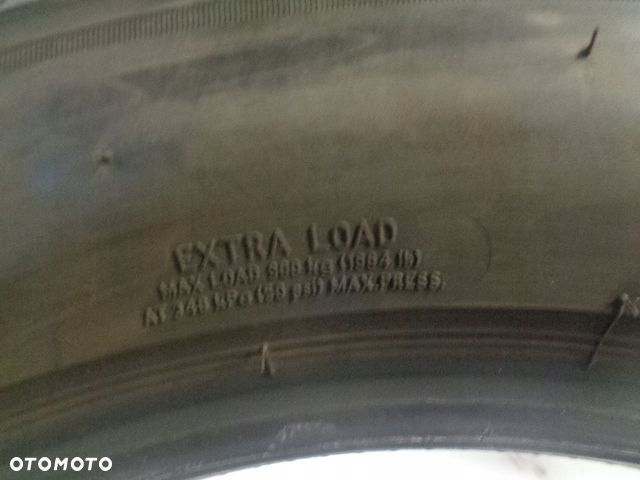 EXTRA LOAD
MAX LOAD 900 kg (1984 lb)
AT 340 kPa (50 psi) MAX.PRESS.
OTOMOTO